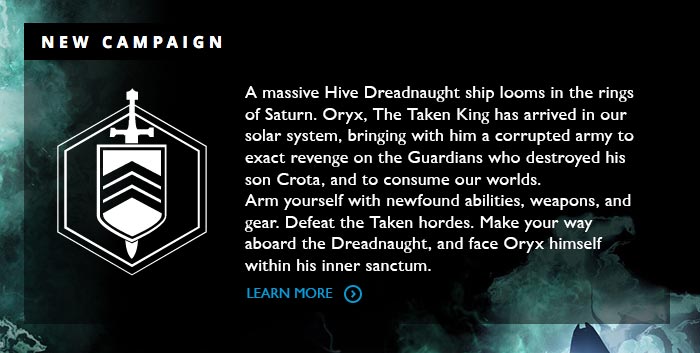 NEW CAMPAIGN
A massive Hive Dreadnaught ship looms in the rings
of Saturn. Oryx, The Taken King has arrived in our
solar system, bringing with him a corrupted army to
exact revenge on the Guardians who destroyed his
son Crota, and to consume our worlds.
Arm yourself with newfound abilities, weapons, and
gear. Defeat the Taken hordes. Make your way
aboard the Dreadnaught, and face Oryx himself
within his inner sanctum.
LEARN MORE